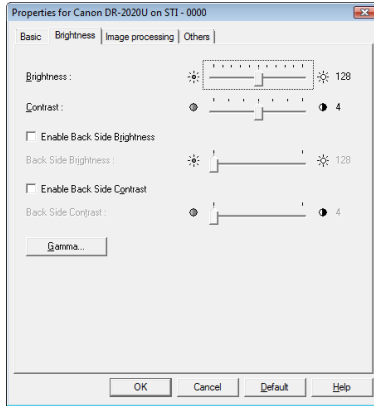 Properties for Canon DR-2020U on STI - 0000
Basic Brightness Image processing Others
Brightness : 128
Contrast : 4
Enable Back Side Brightness
Back Side Brightness : 128
Enable Back Side Contrast
Back Side Contrast : 4
Gamma...
OK Cancel Default Help